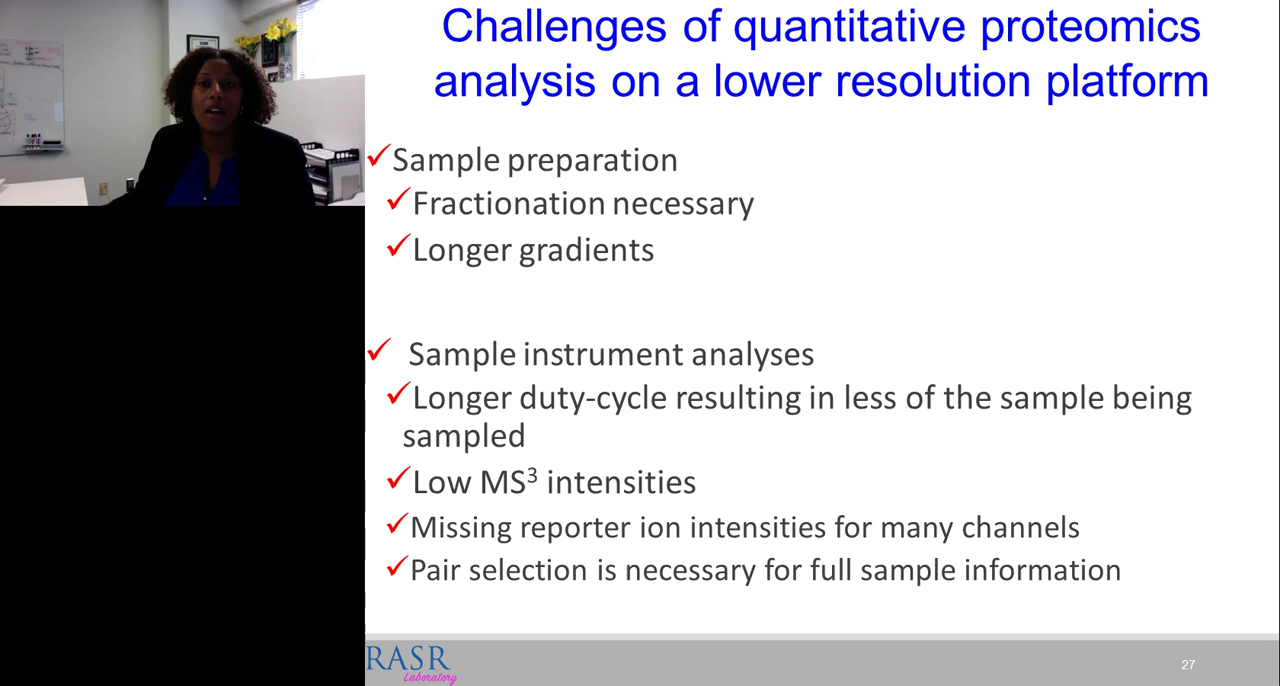 Challenges of quantitative proteomics
analysis on a lower resolution platform
Sample preparation
Fractionation necessary
Longer gradients
Sample instrument analyses
Longer duty-cycle resulting in less of the sample being
sampled
Low MS³ intensities
Missing reporter ion intensities for many channels
Pair selection is necessary for full sample information
RASR
Laboratory
27